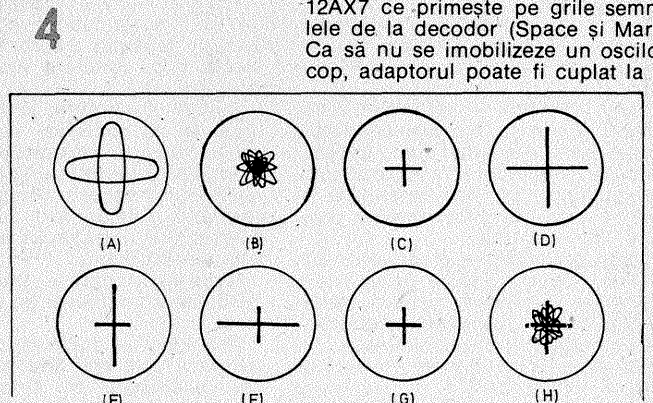 4
12AX7 ce primește pe grile semn
lele de la decodor (Space și Mar
Ca să nu se imobilizeze un oscilo
cop, adaptorul poate fi cuplat la
(A) (B) (C) (D)
(E) (F) (G) (H)